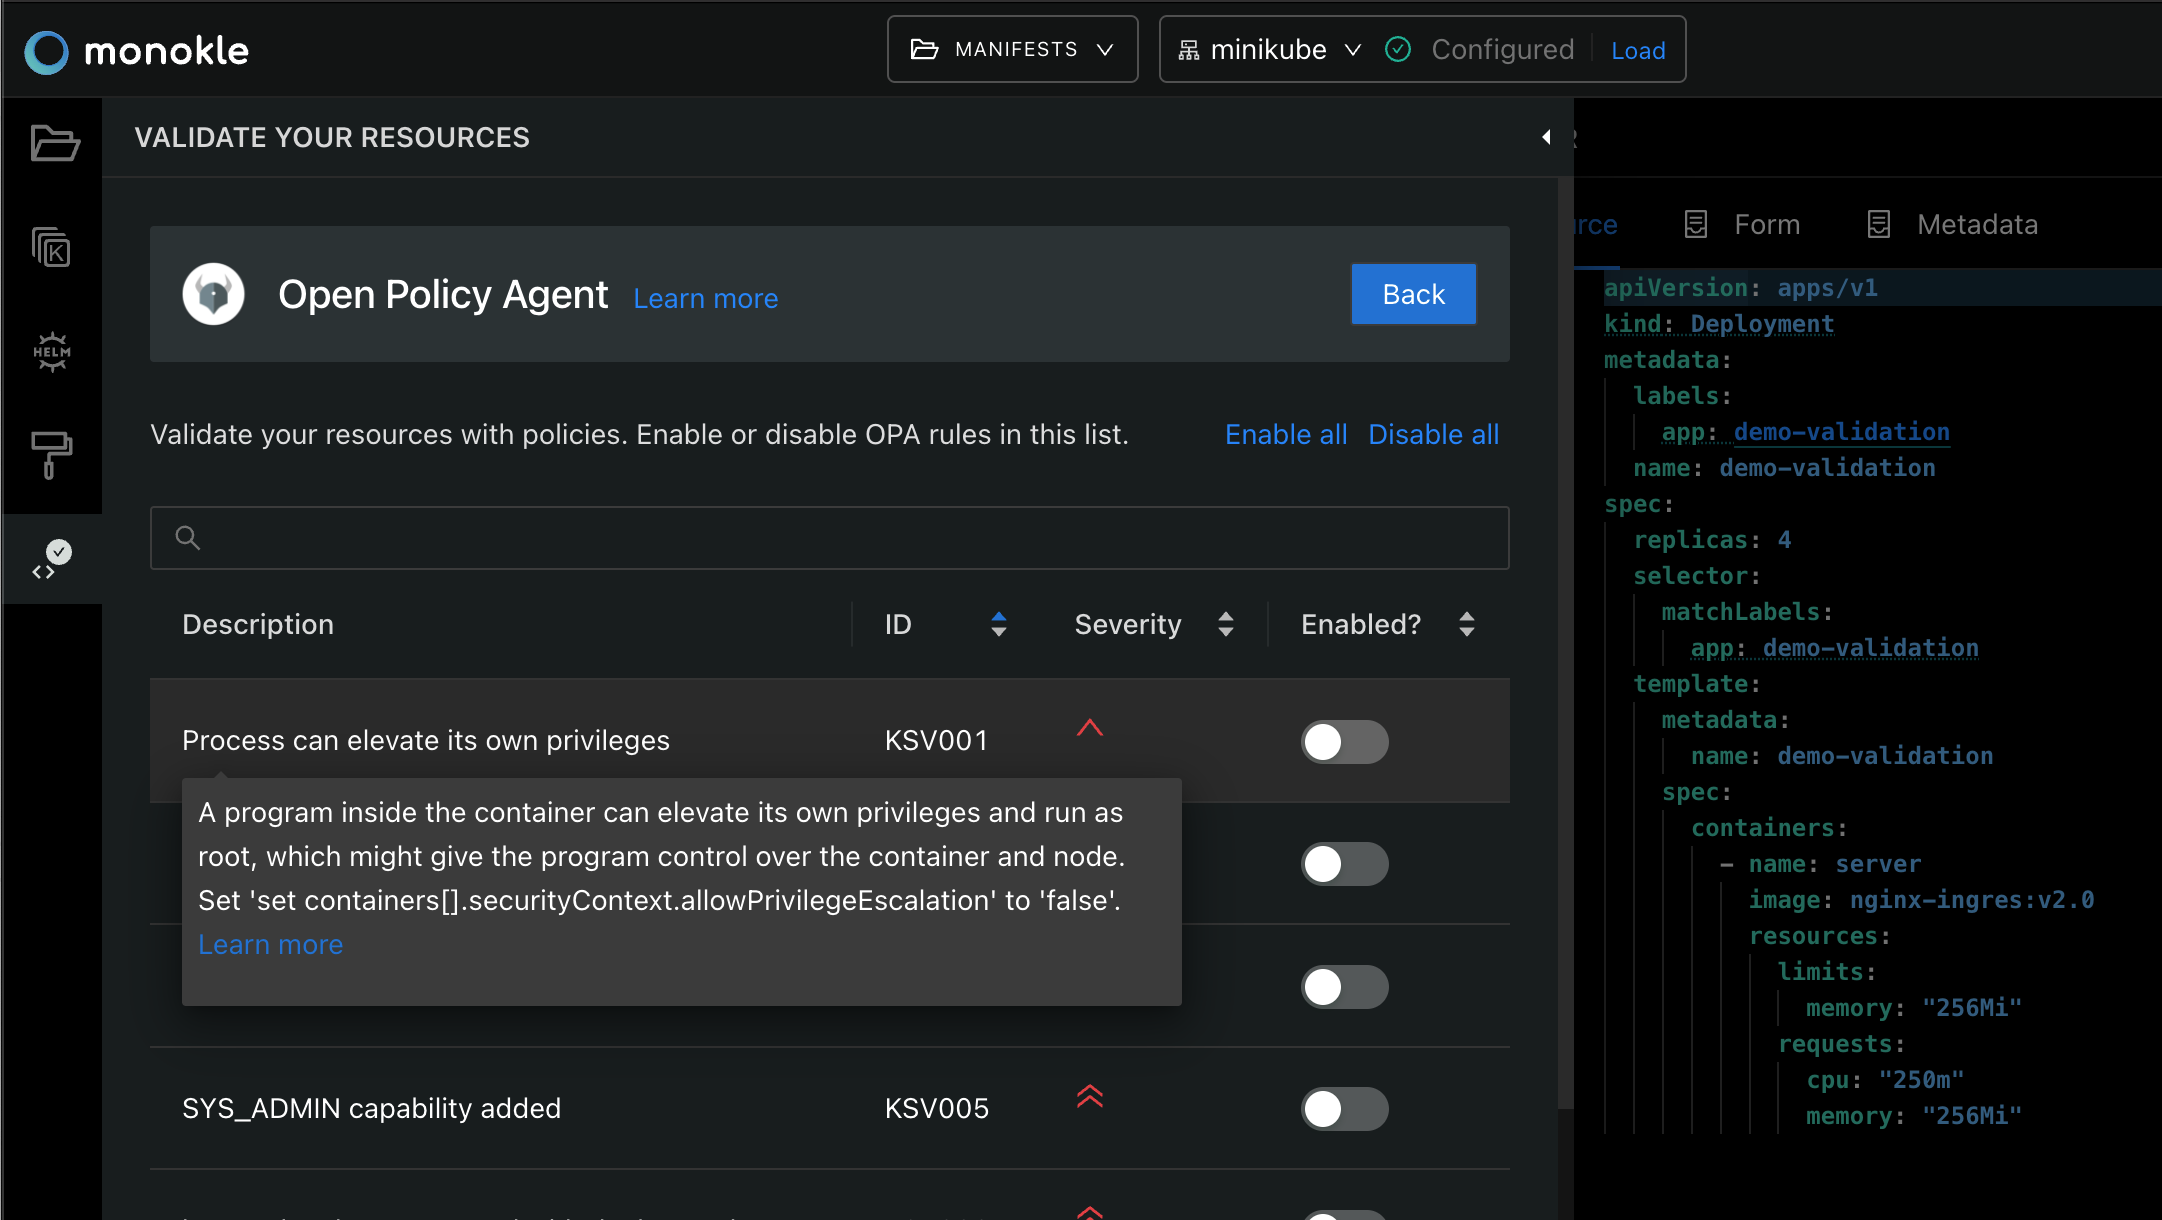 monokle
MANIFESTS
minikube Configured Load
VALIDATE YOUR RESOURCES
K
HELM
Open Policy Agent Learn more Back
Validate your resources with policies. Enable or disable OPA rules in this list. Enable all Disable all
Description ID Severity Enabled?
Process can elevate its own privileges KSV001
A program inside the container can elevate its own privileges and run as
root, which might give the program control over the container and node.
Set 'set containers[].securityContext.allowPrivilegeEscalation' to 'false'.
Learn more
SYS_ADMIN capability added KSV005
Form Metadata
apiVersion: apps/v1
kind: Deployment
metadata:
labels:
app: demo-validation
name: demo-validation
spec:
replicas: 4
selector:
matchLabels:
app: demo-validation
template:
metadata:
name: demo-validation
spec:
containers:
- name: server
image: nginx-ingres:v2.0
resources:
limits:
memory: "256Mi"
requests:
cpu: "250m"
memory: "256Mi"